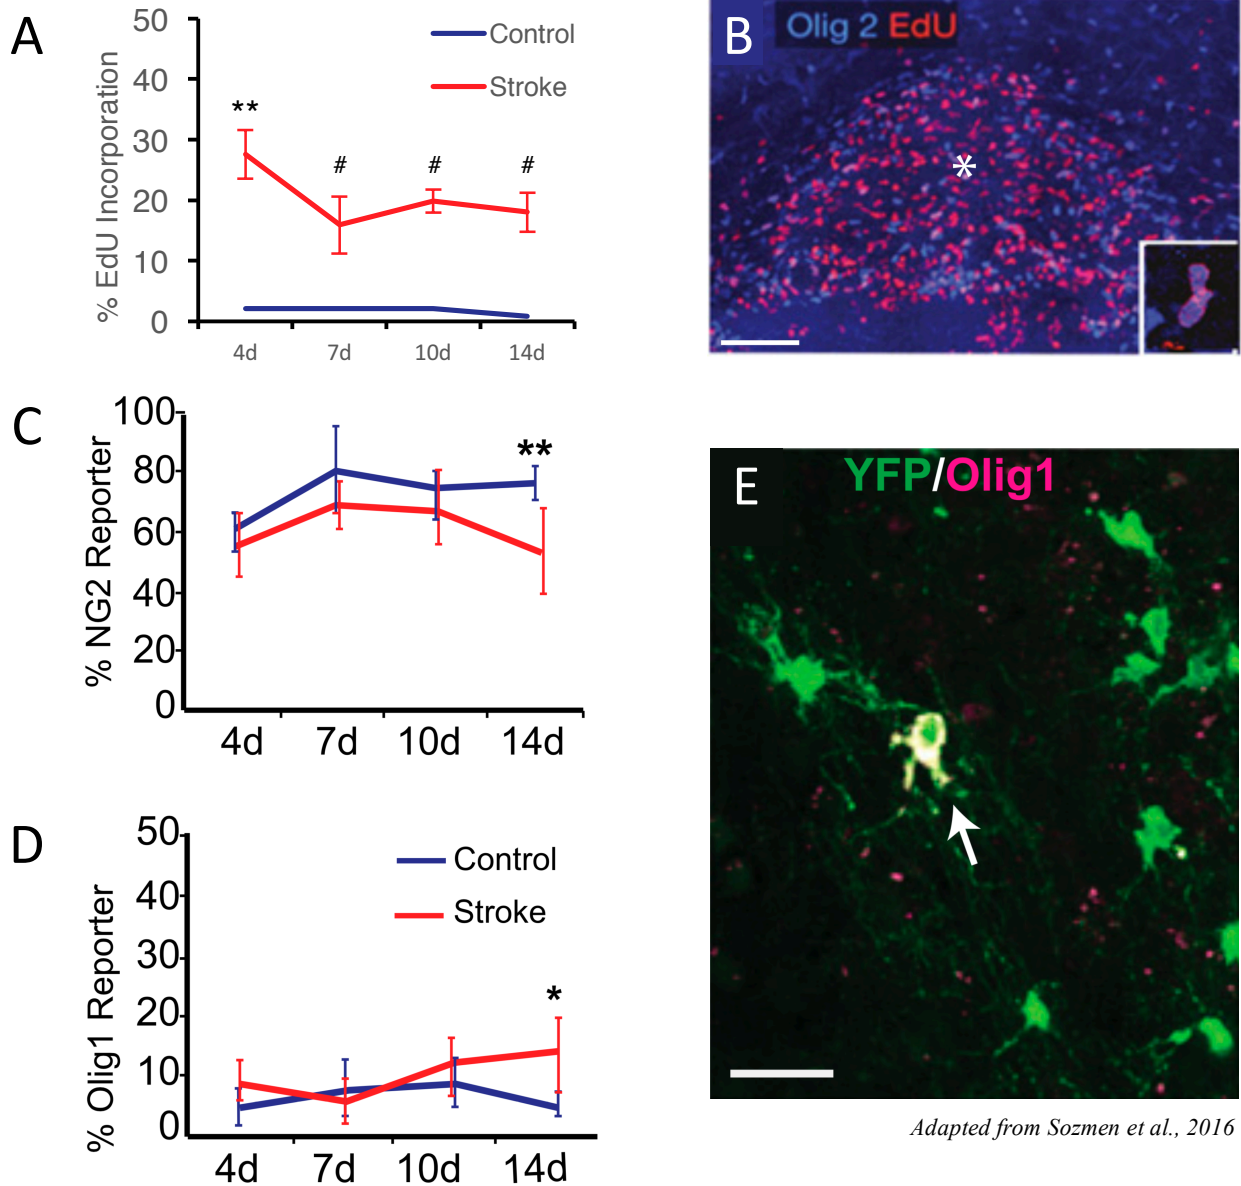 A
50
40
30
20
10
0
% EdU Incorporation
Control
Stroke
**
#
#
#
4d
7d
10d
14d
B
Olig 2 EdU
*
C
100
80
60
40
20
0
% NG2 Reporter
**
4d
7d
10d
14d
D
50
40
30
20
10
0
% Olig1 Reporter
Control
Stroke
*
4d
7d
10d
14d
E
YFP/Olig1
Adapted from Sozmen et al., 2016